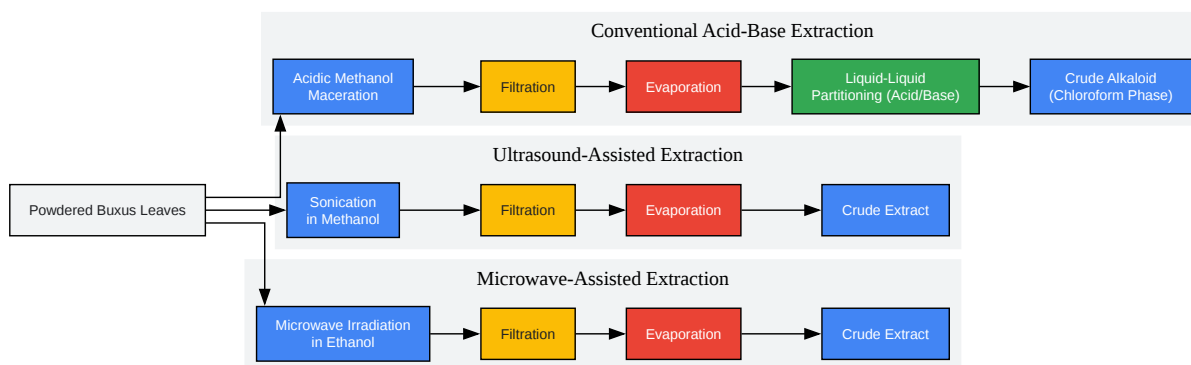 Conventional Acid-Base Extraction
Acidic Methanol
Maceration
Filtration
Evaporation
Liquid-Liquid
Partitioning (Acid/Base)
Crude Alkaloid
(Chloroform Phase)
Ultrasound-Assisted Extraction
Powdered Buxus Leaves
Sonication
in Methanol
Filtration
Evaporation
Crude Extract
Microwave-Assisted Extraction
Microwave Irradiation
in Ethanol
Filtration
Evaporation
Crude Extract